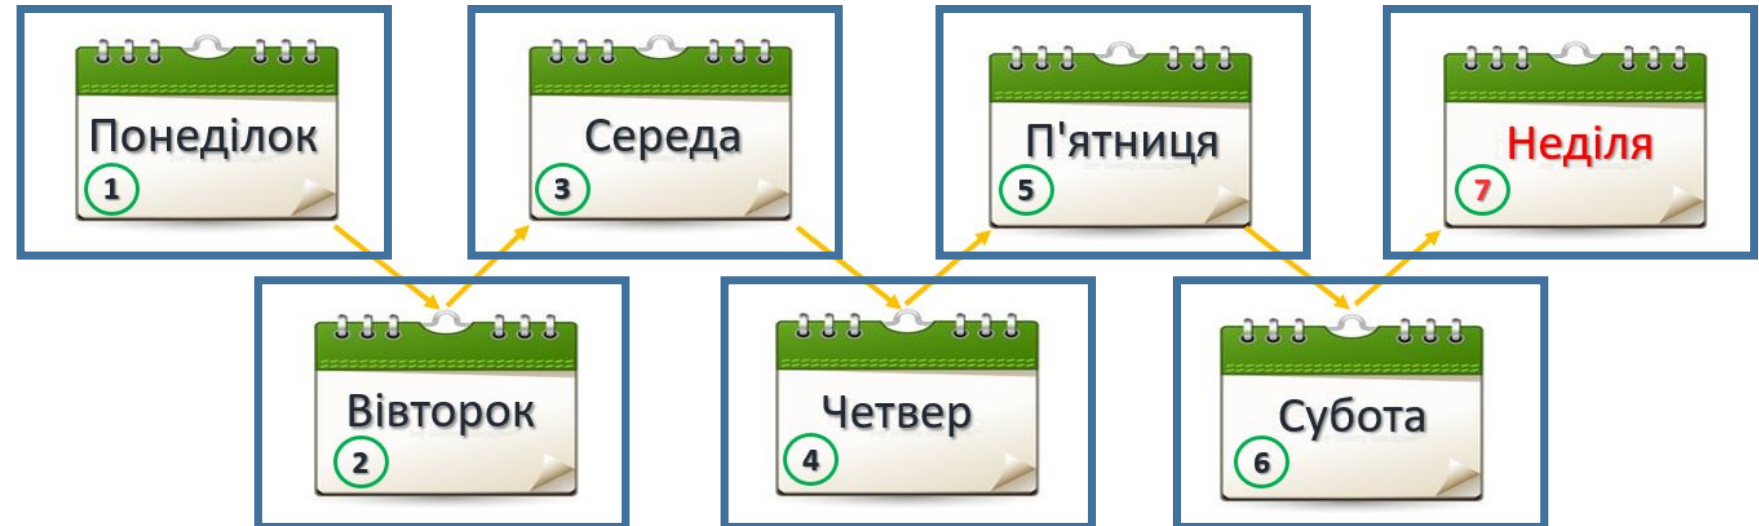 Понеділок
1
Вівторок
2
Середа
3
Четвер
4
П'ятниця
5
Субота
6
Неділя
7